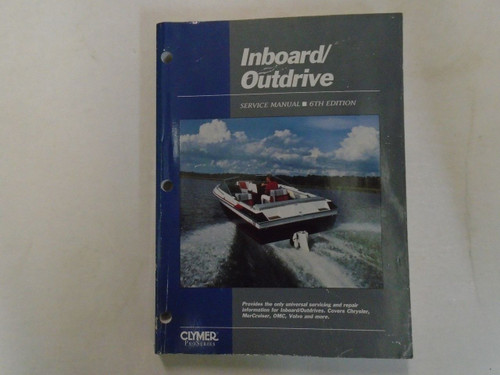 Inboard/
Outdrive
SERVICE MANUAL ■ 6TH EDITION
Provides the only universal servicing and repair
information for Inboard/Outdrives. Covers Chrysler,
MerCruiser, OMC, Volvo and more.
CLYMER
PROSERIES